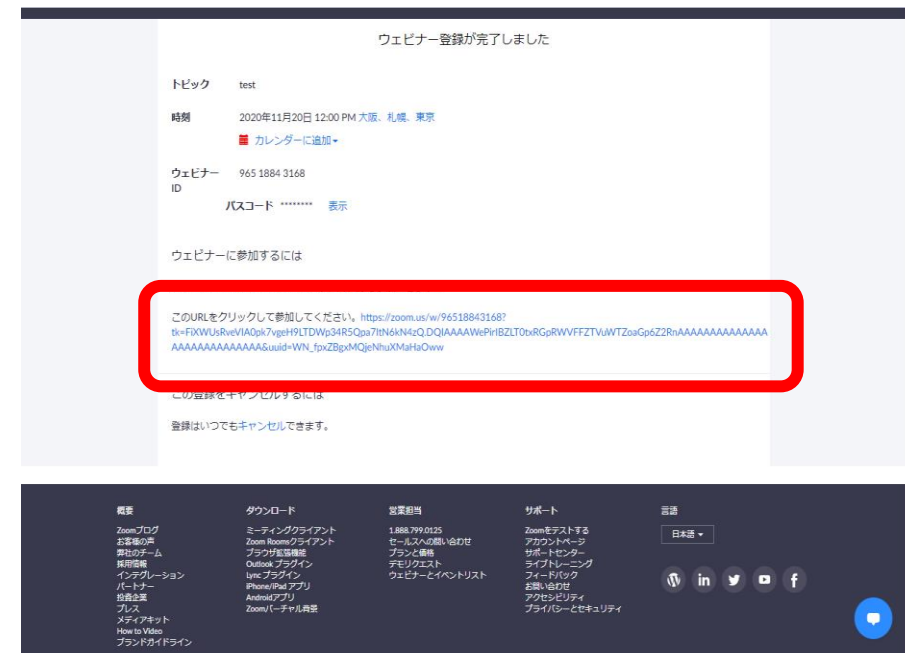 ウェビナー登録が完了しました
トピック test
時刻 2020年11月20日 12:00 PM 大阪、札幌、東京
カレンダーに追加
ウェビナー ID 965 1884 3168
パスコード ******** 表示
ウェビナーに参加するには
このURLをクリックして参加してください。https://zoom.us/w/96518843168?
tk=FiXWUsRveVIA0pk7vgeH9LTDWp34R5Qpa7ItN6kN4zQ.DQIAAAAWePirIBZLT0txRGpRWVFFZTVuWTZoaGp6Z2RnAAAAAAAAAAAAAA
AAAAAAAAAAAAAA&uuid=WN_fpxZBgxMQjeNhuXMaHaOww
この登録をキャンセルするには
登録はいつでもキャンセルできます。
概要
Zoomブログ
お客様の声
弊社のチーム
採用情報
インテグレーション
パートナー
投資企業
プレス
メディアキット
How to Video
ブランドガイドライン
ダウンロード
ミーティングクライアント
Zoom Roomsクライアント
ブラウザ拡張機能
Outlook プラグイン
Lync プラグイン
iPhone/iPad アプリ
Androidアプリ
Zoomバーチャル背景
営業担当
1.888.799.0125
セールスへの問い合わせ
プランと価格
デモリクエスト
ウェビナーとイベントリスト
サポート
Zoomをテストする
アカウントページ
サポートセンター
ライブトレーニング
フィードバック
お問い合わせ
アクセシビリティ
プライバシーとセキュリティ
言語
日本語